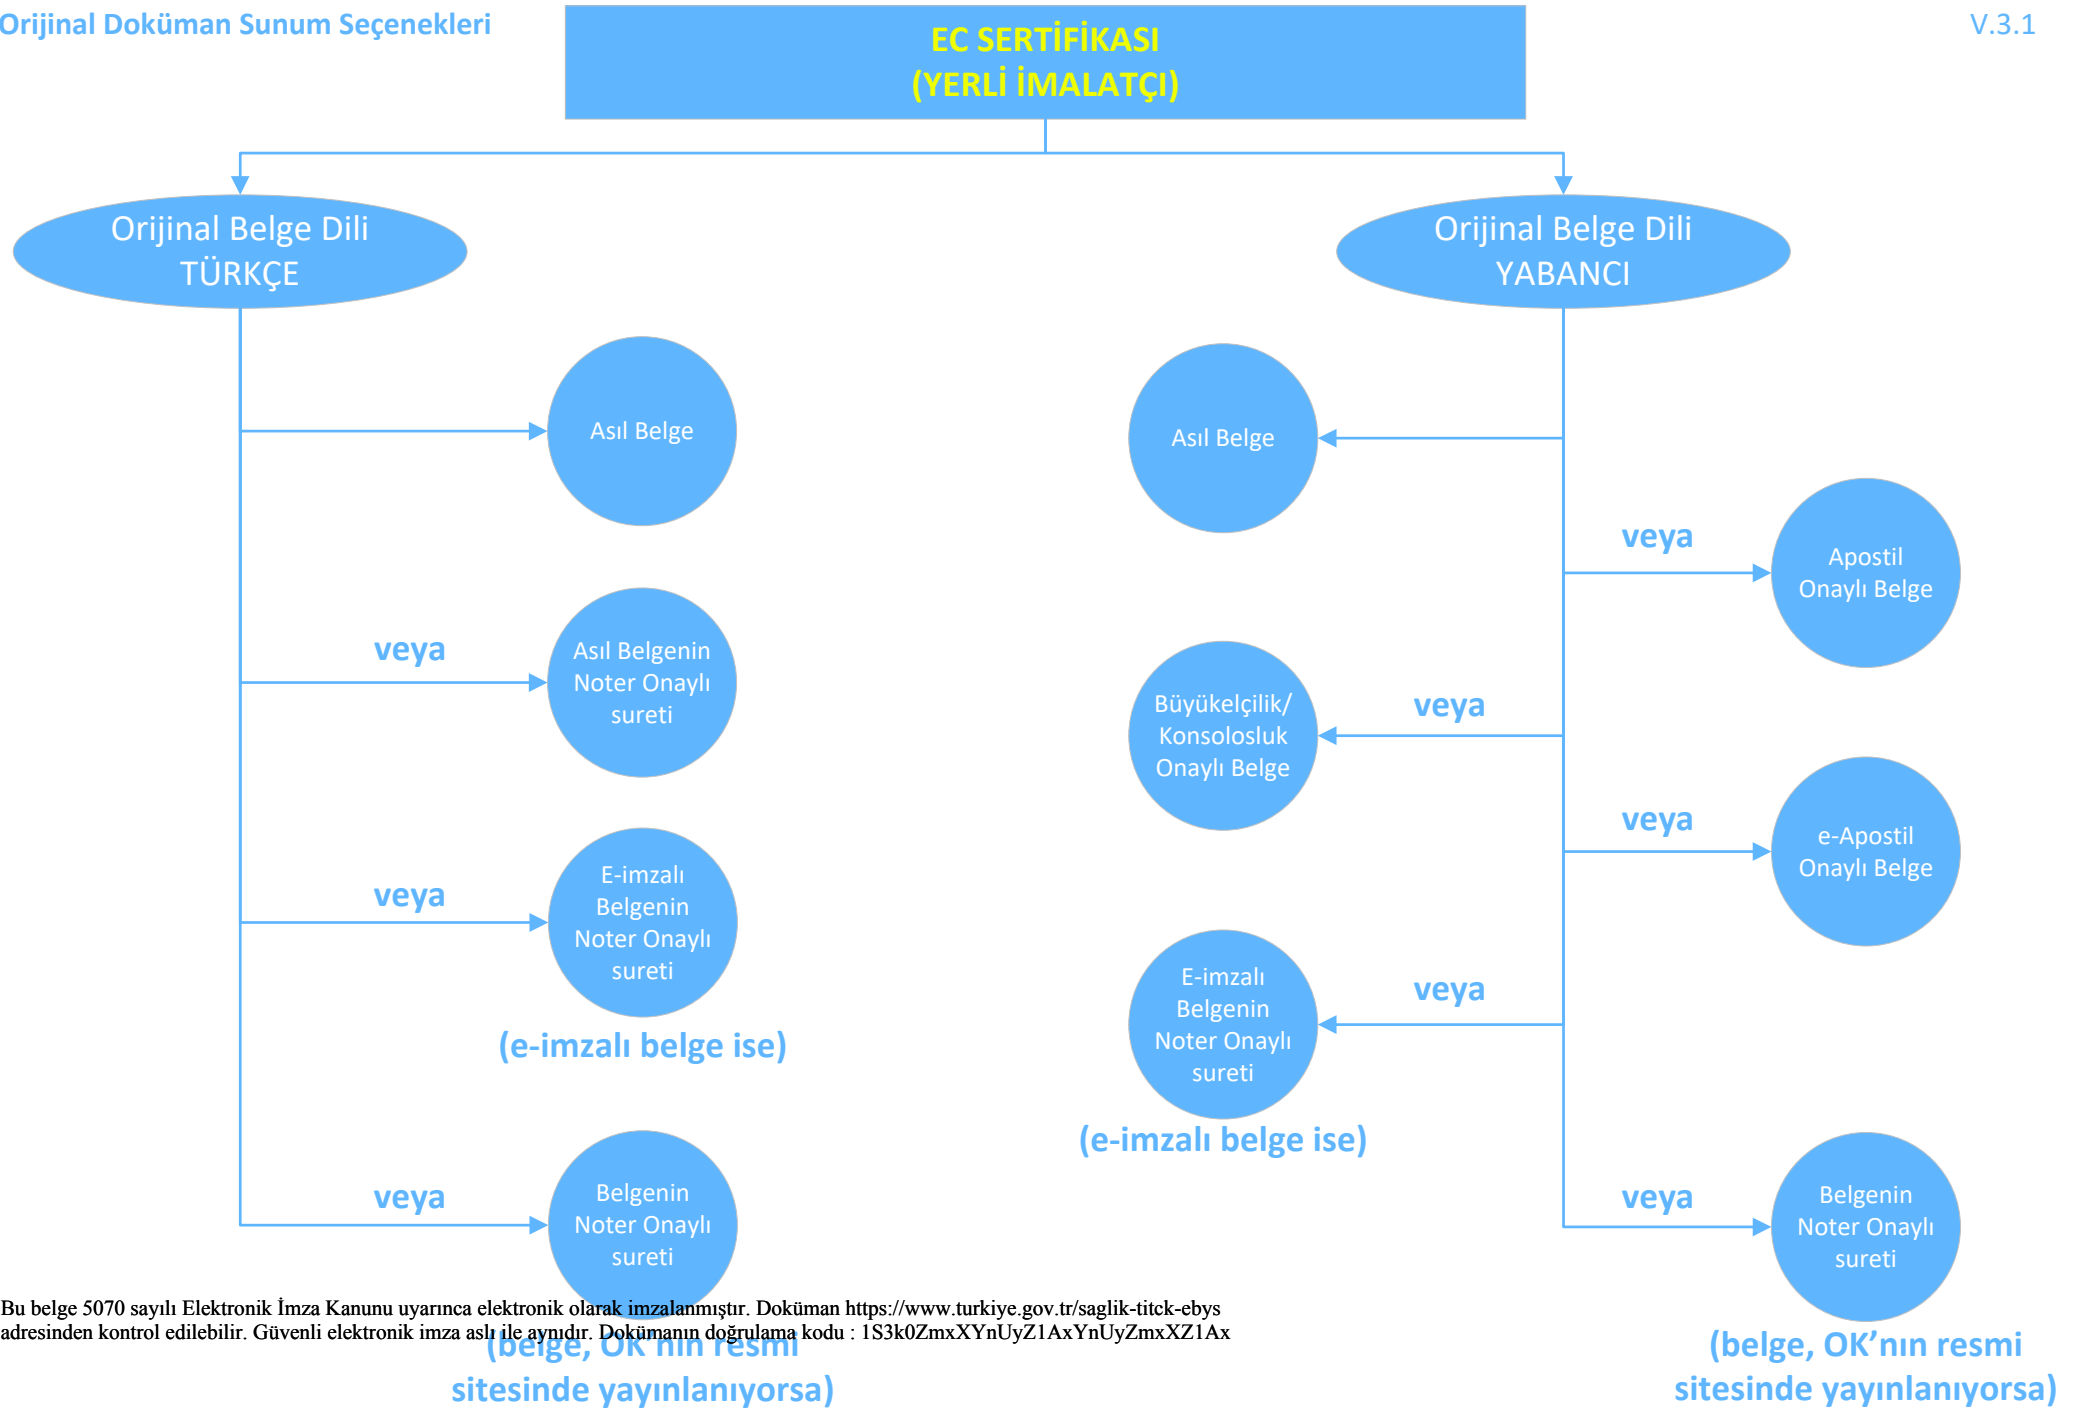 Orijinal Doküman Sunum Seçenekleri
V.3.1
EC SERTİFİKASI
(YERLİ İMALATÇI)
Orijinal Belge Dili
TÜRKÇE
Asıl Belge
veya
Asıl Belgenin
Noter Onaylı
sureti
veya
E-imzalı
Belgenin
Noter Onaylı
sureti
(e-imzalı belge ise)
veya
Belgenin
Noter Onaylı
sureti
(belge, OK’nın resmi
sitesinde yayınlanıyorsa)
Orijinal Belge Dili
YABANCI
Asıl Belge
veya
Apostil
Onaylı Belge
veya
Büyükelçilik/
Konsolosluk
Onaylı Belge
veya
e-Apostil
Onaylı Belge
veya
E-imzalı
Belgenin
Noter Onaylı
sureti
(e-imzalı belge ise)
veya
Belgenin
Noter Onaylı
sureti
(belge, OK’nın resmi
sitesinde yayınlanıyorsa)
Bu belge 5070 sayılı Elektronik İmza Kanunu uyarınca elektronik olarak imzalanmıştır. Doküman https://www.turkiye.gov.tr/saglik-titck-ebys
adresinden kontrol edilebilir. Güvenli elektronik imza aslı ile aynıdır. Dokümanın doğrulama kodu : 1S3k0ZmxXYnUyZ1AxYnUyZmxXZ1Ax